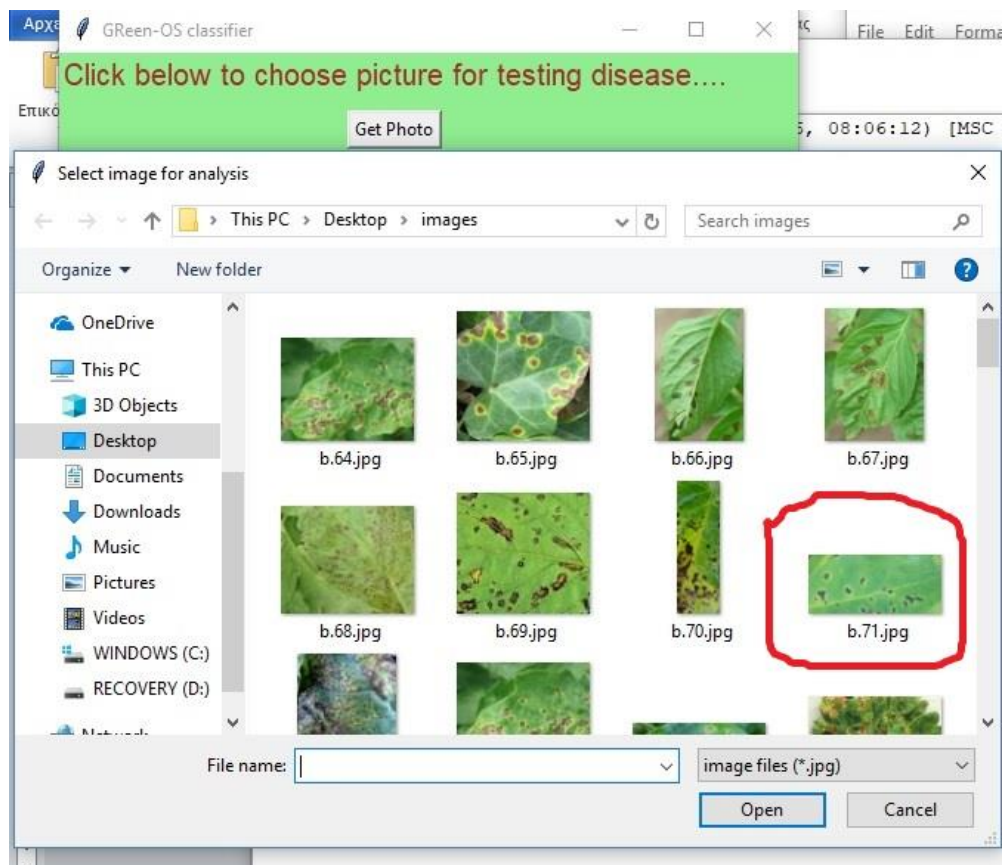 Αρχε
GReen-OS classifier
File Edit Forma
Click below to choose picture for testing disease....
Επικό
Get Photo
08:06:12) [MSC
Select image for analysis
This PC > Desktop > images
Search images
Organize
New folder
OneDrive
This PC
3D Objects
Desktop
Documents
Downloads
Music
Pictures
Videos
WINDOWS (C:)
RECOVERY (D:)
b.64.jpg
b.65.jpg
b.66.jpg
b.67.jpg
b.68.jpg
b.69.jpg
b.70.jpg
b.71.jpg
File name:
image files (*.jpg)
Open
Cancel